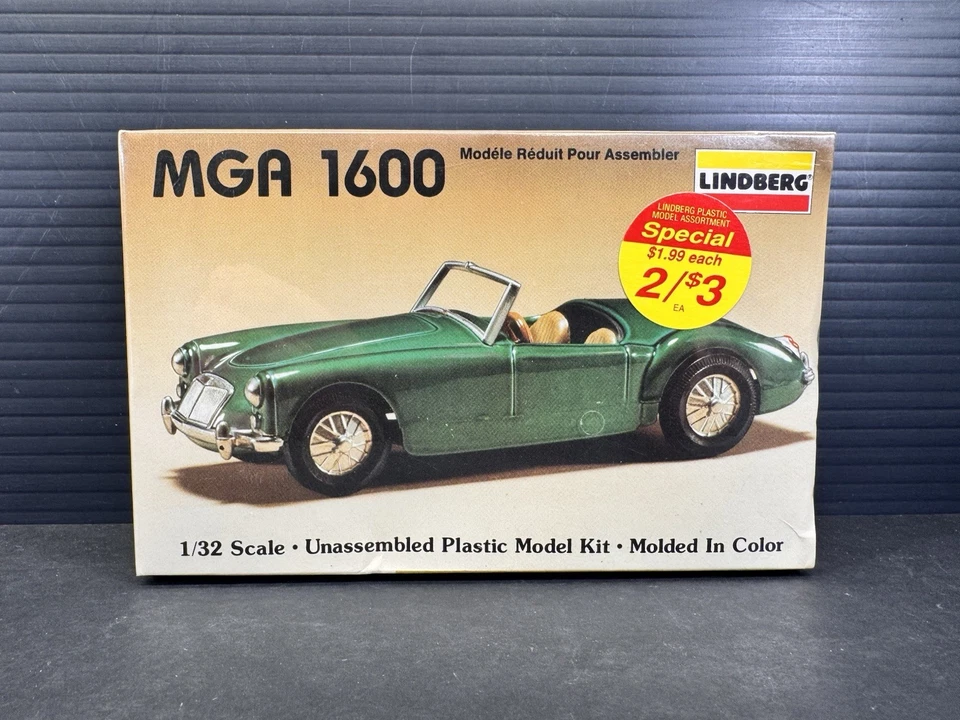 MGA 1600
Modéle Réduit Pour Assembler
LINDBERG®
LINDBERG PLASTIC
MODEL ASSORTMENT
Special
$1.99 each
2/$3
EA
1/32 Scale • Unassembled Plastic Model Kit • Molded In Color